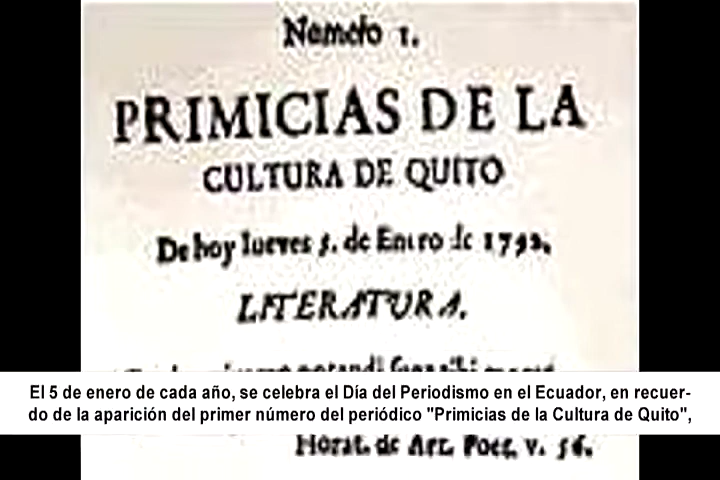 Numero 1.
PRIMICIAS DE LA
CULTURA DE QUITO
De hoy Jueves 5. de Enero de 1792.
LITERATURA.
El 5 de enero de cada año, se celebra el Día del Periodismo en el Ecuador, en recuer-
do de la aparición del primer número del periódico "Primicias de la Cultura de Quito",
Horat. de Art. Poet. v. 56.